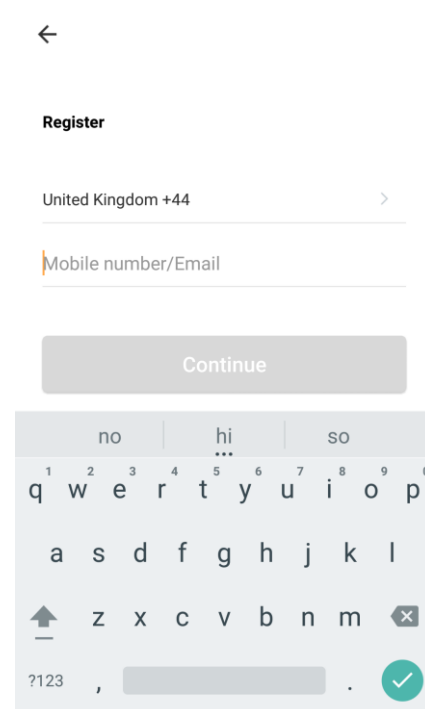 Register
United Kingdom +44
Mobile number/Email
Continue
no hi so
1 2 3 4 5 6 7 8 9 0
q w e r t y u i o p
a s d f g h j k l
z x c v b n m
?123 , .